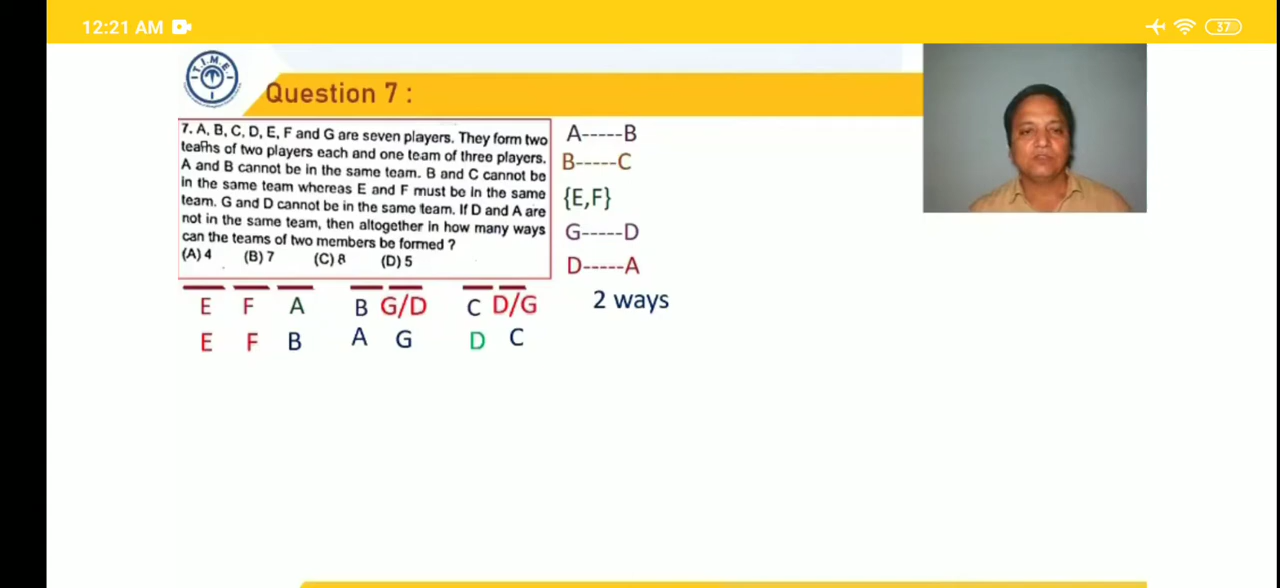 12:21 AM
37
T.I.M.E.
Question 7 :
7. A, B, C, D, E, F and G are seven players. They form two
teams of two players each and one team of three players.
A and B cannot be in the same team. B and C cannot be
in the same team whereas E and F must be in the same
team. G and D cannot be in the same team. If D and A are
not in the same team, then altogether in how many ways
can the teams of two members be formed ?
(A) 4 (B) 7 (C) 8 (D) 5
A-----B
B-----C
{E,F}
G-----D
D-----A
E F A B G/D C D/G 2 ways
E F B A G D C